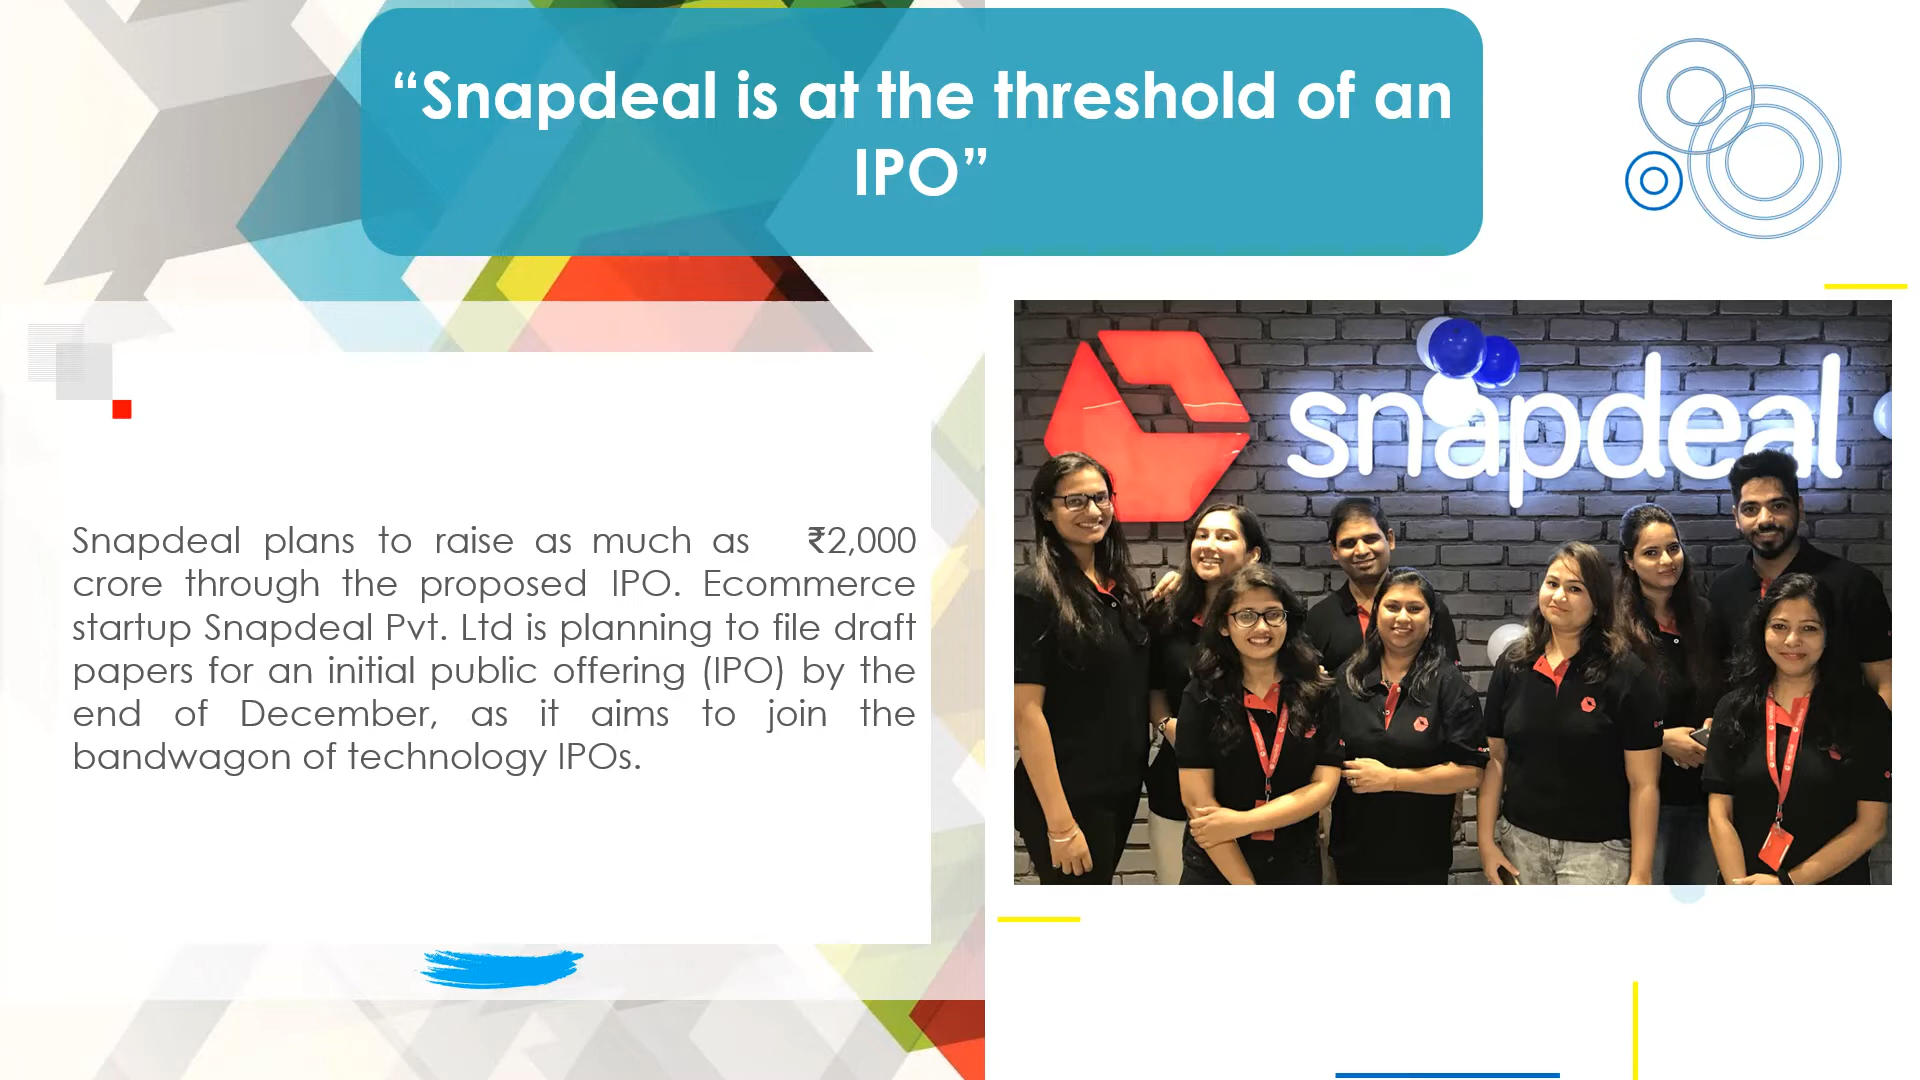 “Snapdeal is at the threshold of an
IPO”
snapdeal
Snapdeal plans to raise as much as ₹2,000
crore through the proposed IPO. Ecommerce
startup Snapdeal Pvt. Ltd is planning to file draft
papers for an initial public offering (IPO) by the
end of December, as it aims to join the
bandwagon of technology IPOs.